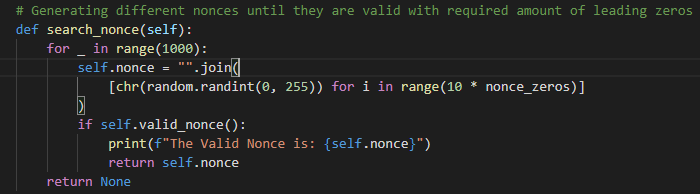 # Generating different nonces until they are valid with required amount of leading zeros
def search_nonce(self):
    for _ in range(1000):
        self.nonce = "".join(
            [chr(random.randint(0, 255)) for i in range(10 * nonce_zeros)]
        )
        if self.valid_nonce():
            print(f"The Valid Nonce is: {self.nonce}")
            return self.nonce
    return None